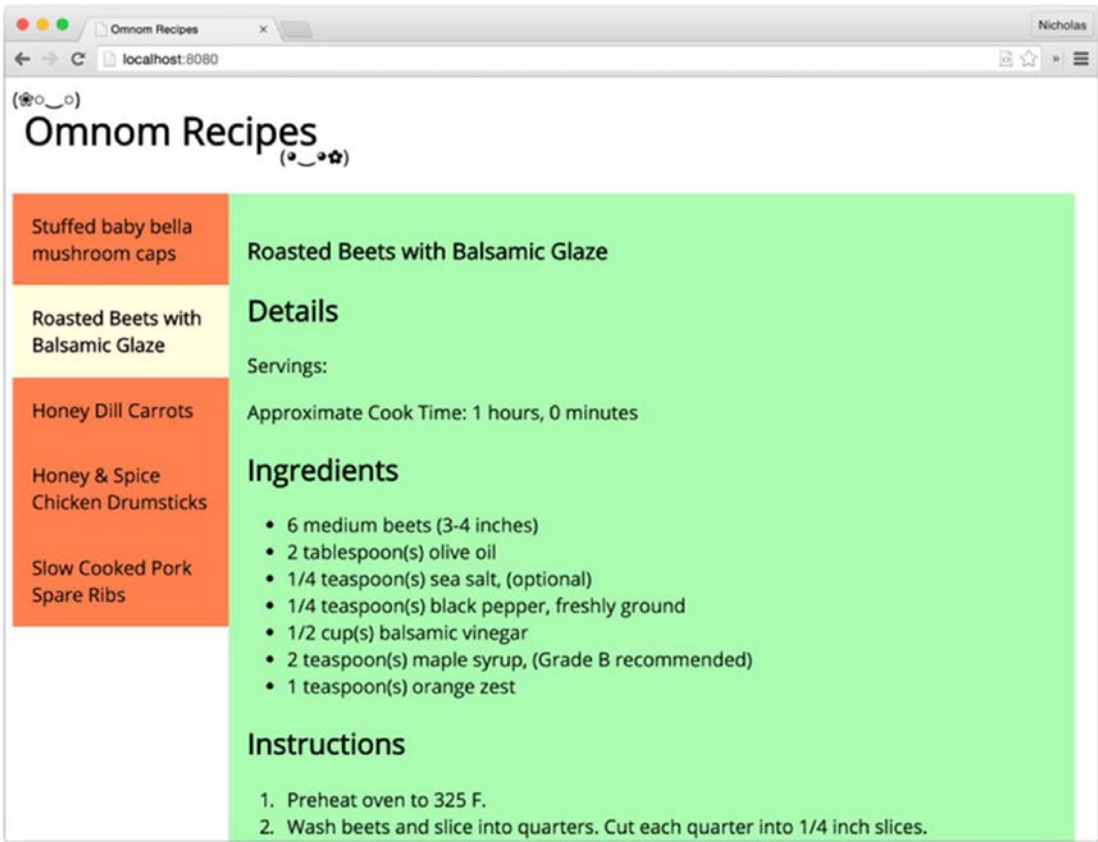 Omnom Recipes
Nicholas
localhost:8080
(❀○‿○)
Omnom Recipes
(•‿•✿)
Stuffed baby bella
mushroom caps
Roasted Beets with
Balsamic Glaze
Honey Dill Carrots
Honey & Spice
Chicken Drumsticks
Slow Cooked Pork
Spare Ribs
Roasted Beets with Balsamic Glaze
Details
Servings:
Approximate Cook Time: 1 hours, 0 minutes
Ingredients
• 6 medium beets (3-4 inches)
• 2 tablespoon(s) olive oil
• 1/4 teaspoon(s) sea salt, (optional)
• 1/4 teaspoon(s) black pepper, freshly ground
• 1/2 cup(s) balsamic vinegar
• 2 teaspoon(s) maple syrup, (Grade B recommended)
• 1 teaspoon(s) orange zest
Instructions
1. Preheat oven to 325 F.
2. Wash beets and slice into quarters. Cut each quarter into 1/4 inch slices.